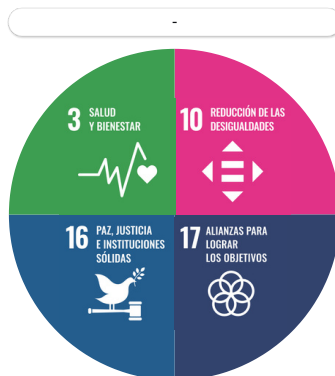 -
3 SALUD
Y BIENESTAR
10 REDUCCIÓN DE LAS
DESIGUALDADES
16 PAZ, JUSTICIA
E INSTITUCIONES
SÓLIDAS
17 ALIANZAS PARA
LOGRAR
LOS OBJETIVOS